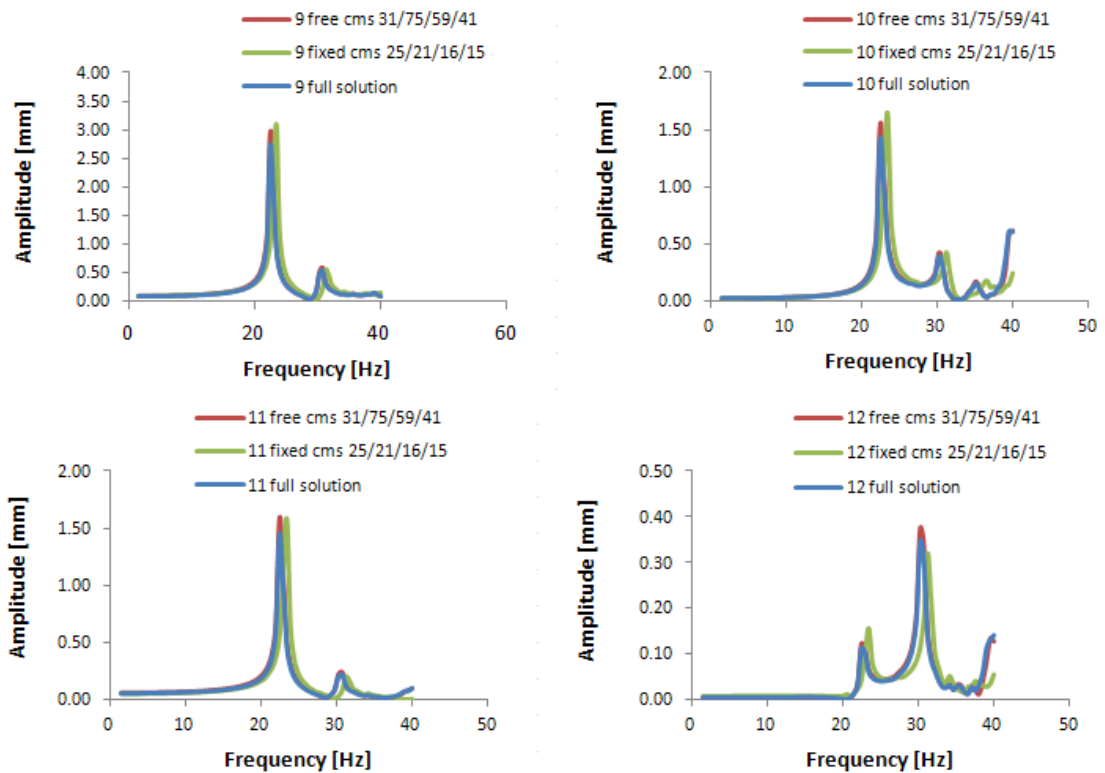 9 free cms 31/75/59/41
9 fixed cms 25/21/16/15
9 full solution
4.00
3.50
3.00
2.50
2.00
1.50
1.00
0.50
0.00
Amplitude [mm]
0 20 40 60
Frequency [Hz]
10 free cms 31/75/59/41
10 fixed cms 25/21/16/15
10 full solution
2.00
1.50
1.00
0.50
0.00
Amplitude [mm]
0 10 20 30 40 50
Frequency [Hz]
11 free cms 31/75/59/41
11 fixed cms 25/21/16/15
11 full solution
2.00
1.50
1.00
0.50
0.00
Amplitude [mm]
0 10 20 30 40 50
Frequency [Hz]
12 free cms 31/75/59/41
12 fixed cms 25/21/16/15
12 full solution
0.50
0.40
0.30
0.20
0.10
0.00
Amplitude [mm]
0 10 20 30 40 50
Frequency [Hz]